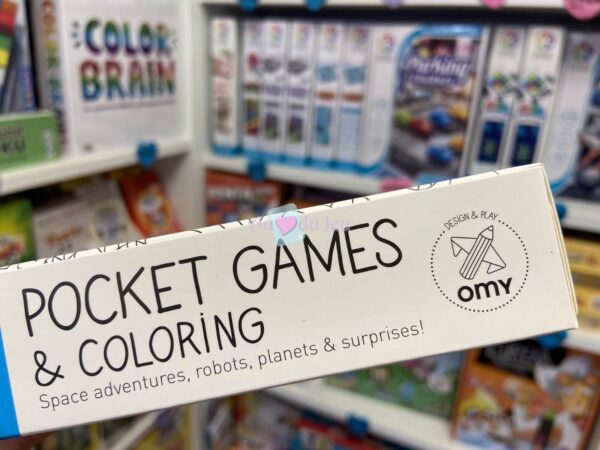 COLOR
BRAIN
POCKET GAMES
& COLORiNG
Space adventures, robots, planets & surprises!
DESIGN & PLAY
OMY